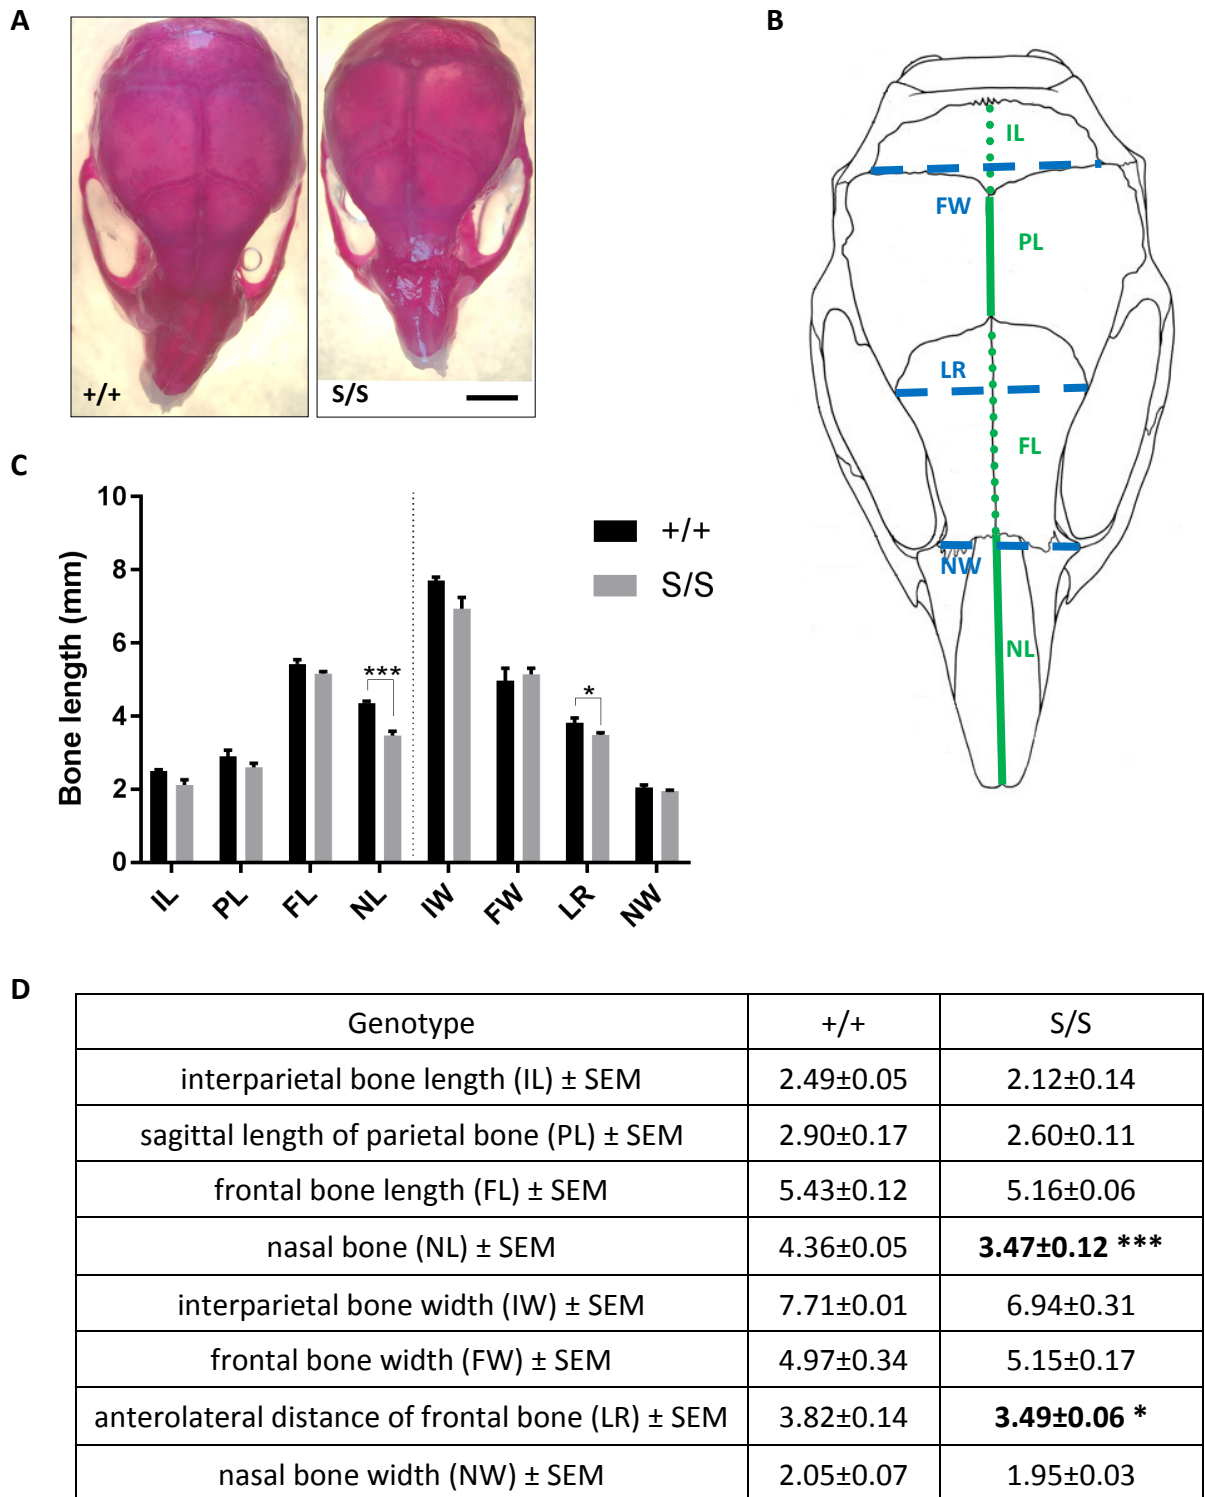 A
+/+
S/S
B
IL
FW
PL
LR
FL
NW
NL
C
10
8
6
4
2
0
Bone length (mm)
+/+
S/S
***
*
IL PL FL NL IW FW LR NW
D
Genotype +/+ S/S
interparietal bone length (IL) ± SEM 2.49±0.05 2.12±0.14
sagittal length of parietal bone (PL) ± SEM 2.90±0.17 2.60±0.11
frontal bone length (FL) ± SEM 5.43±0.12 5.16±0.06
nasal bone (NL) ± SEM 4.36±0.05 3.47±0.12 ***
interparietal bone width (IW) ± SEM 7.71±0.01 6.94±0.31
frontal bone width (FW) ± SEM 4.97±0.34 5.15±0.17
anterolateral distance of frontal bone (LR) ± SEM 3.82±0.14 3.49±0.06 *
nasal bone width (NW) ± SEM 2.05±0.07 1.95±0.03